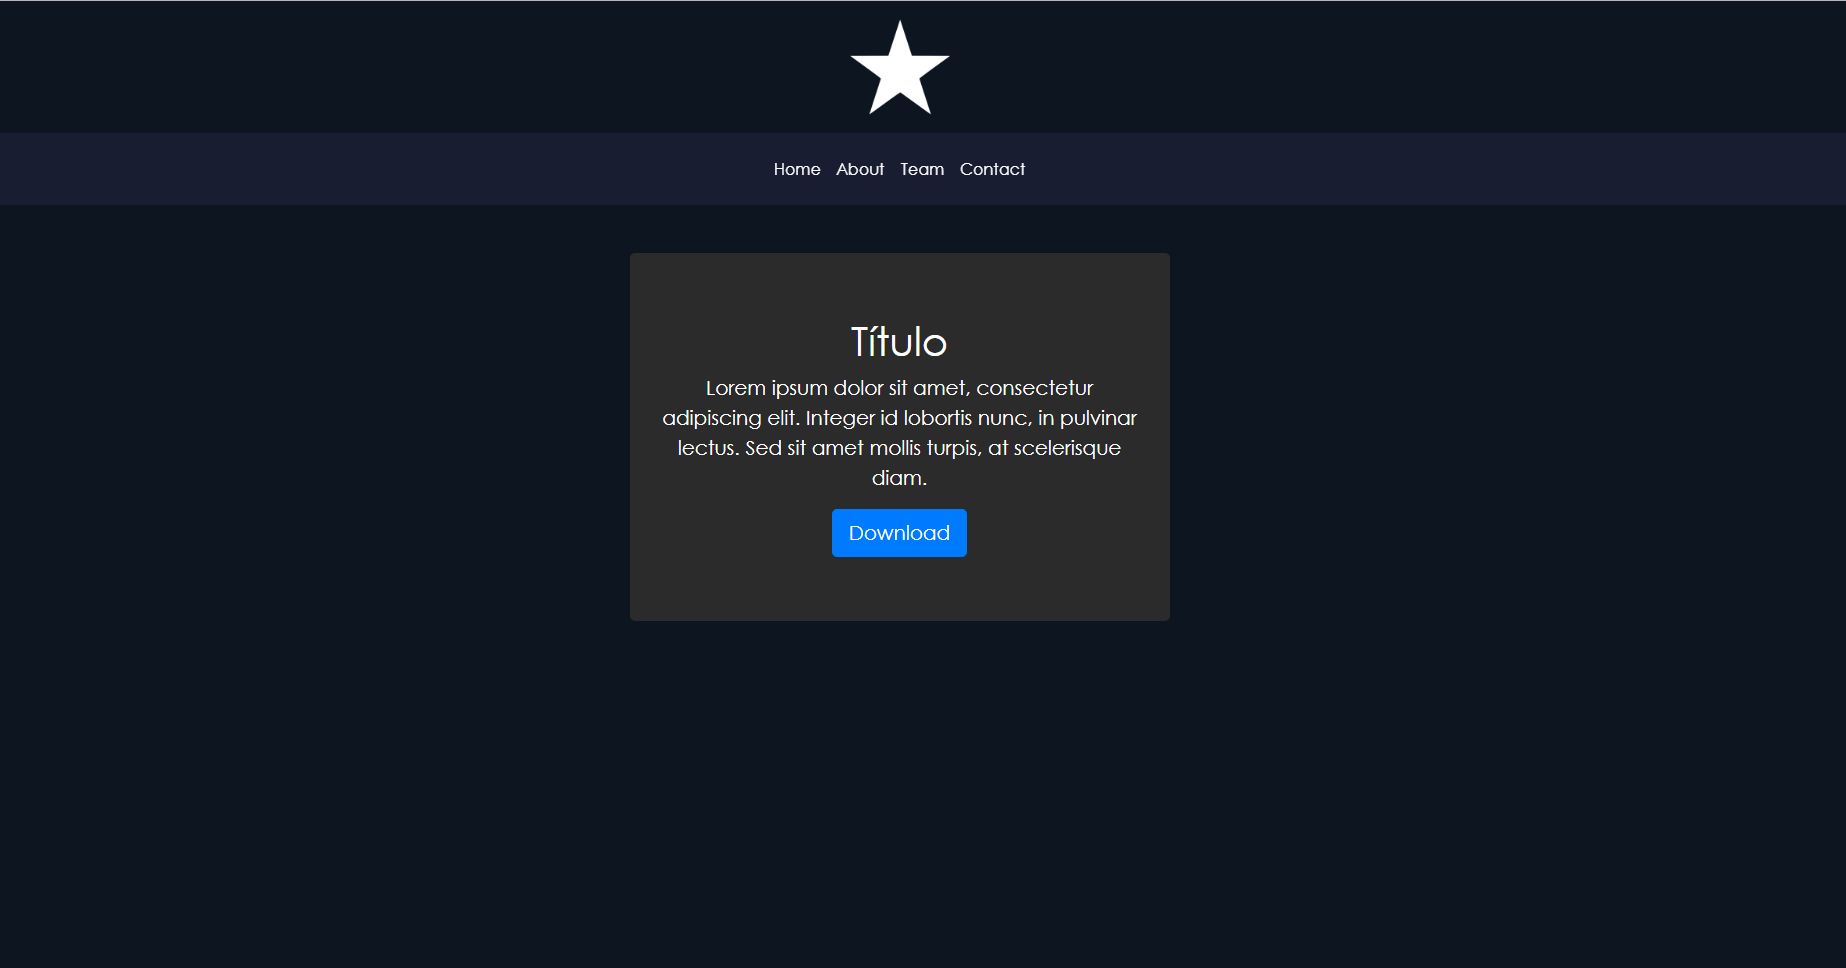 Home About Team Contact
Título
Lorem ipsum dolor sit amet, consectetur
adipiscing elit. Integer id lobortis nunc, in pulvinar
lectus. Sed sit amet mollis turpis, at scelerisque
diam.
Download